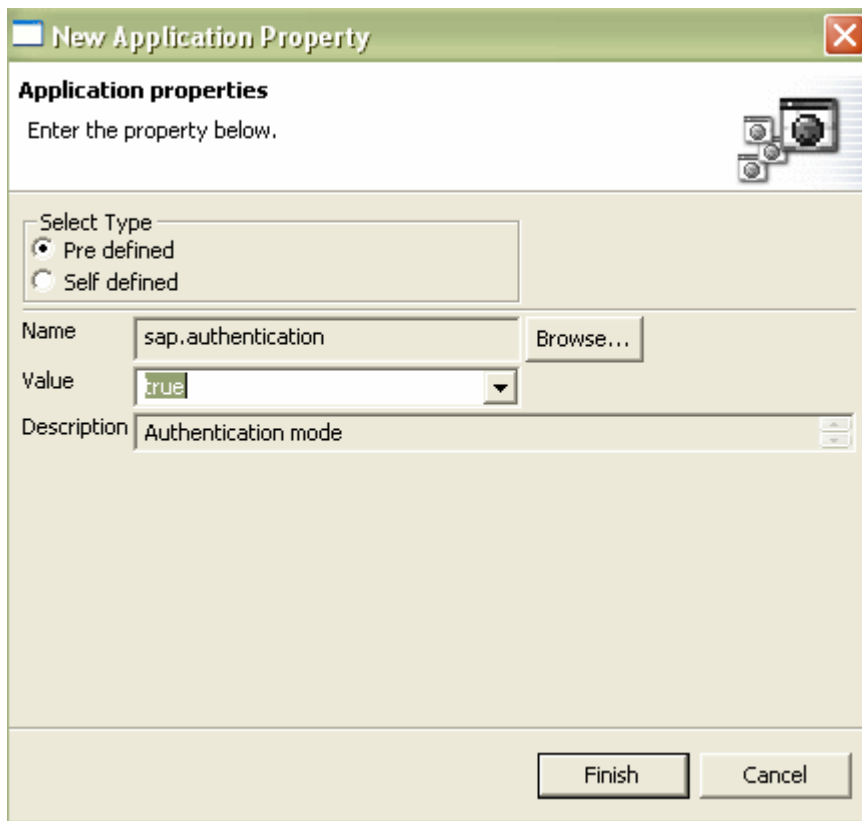 New Application Property
Application properties
Enter the property below.
Select Type
Pre defined
Self defined
Name
sap.authentication
Browse...
Value
true
Description
Authentication mode
Finish
Cancel